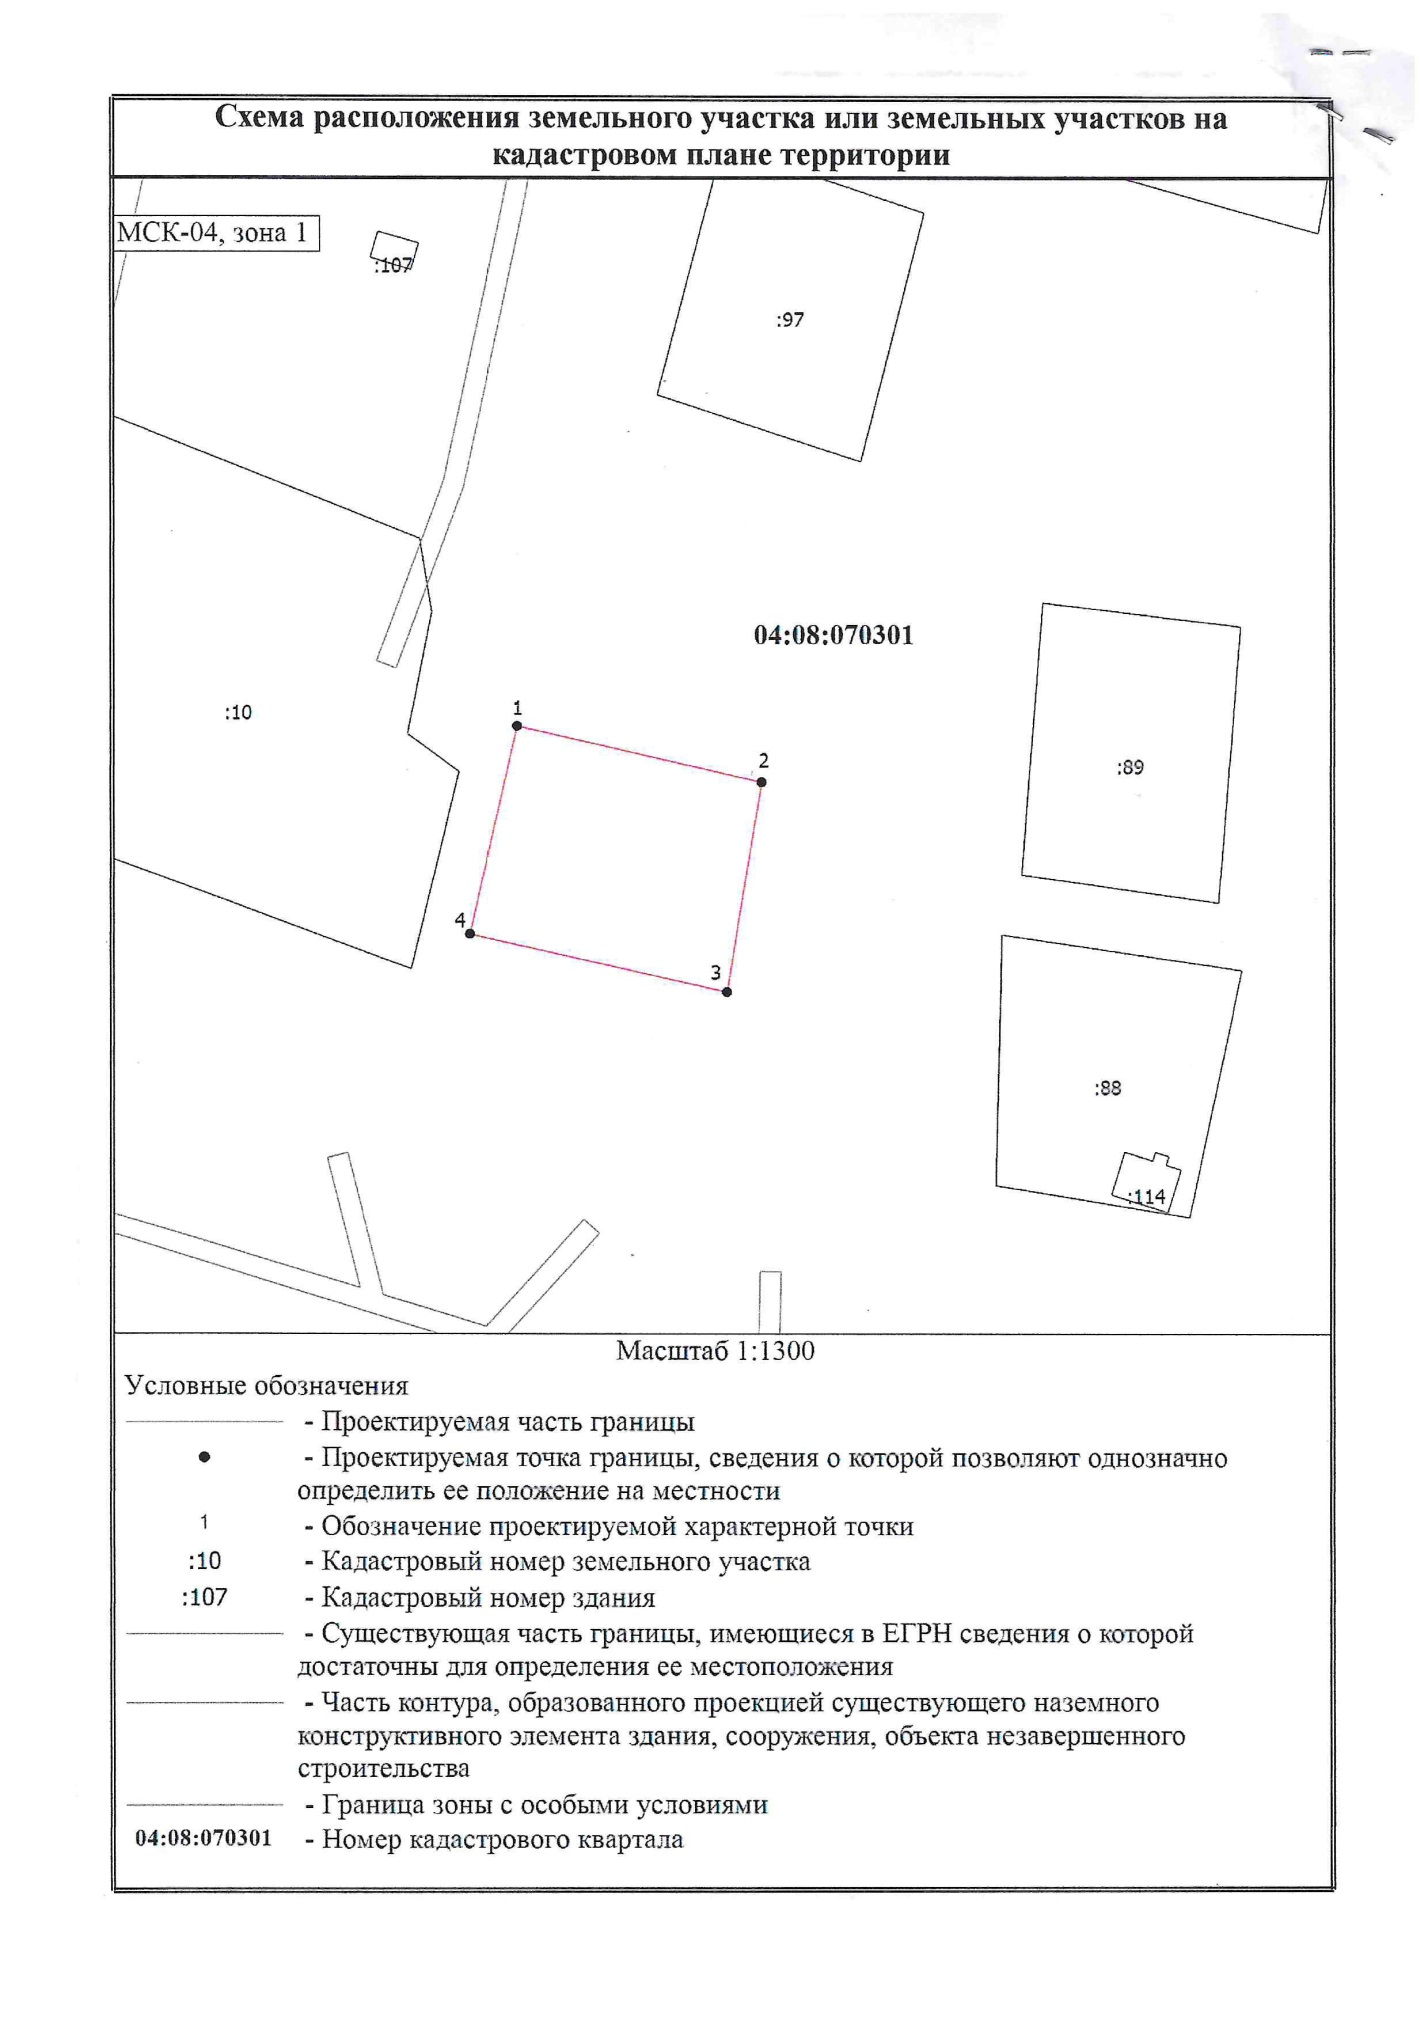 Схема расположения земельного участка или земельных участков на
кадастровом плане территории
МСК-04, зона 1
:107
:97
04:08:070301
:10
1
2
:89
4
3
:88
:114
Масштаб 1:1300
Условные обозначения
- Проектируемая часть границы
- Проектируемая точка границы, сведения о которой позволяют однозначно
определить ее положение на местности
1 - Обозначение проектируемой характерной точки
:10 - Кадастровый номер земельного участка
:107 - Кадастровый номер здания
- Существующая часть границы, имеющиеся в ЕГРН сведения о которой
достаточны для определения ее местоположения
- Часть контура, образованного проекцией существующего наземного
конструктивного элемента здания, сооружения, объекта незавершенного
строительства
- Граница зоны с особыми условиями
04:08:070301 - Номер кадастрового квартала